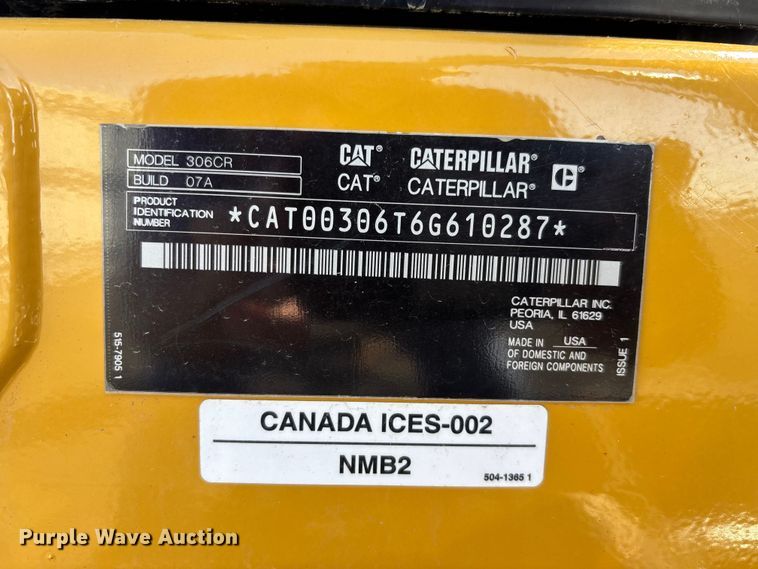 MODEL 306CR
BUILD 07A
CAT® CATERPILLAR® C®
CAT® CATERPILLAR®
PRODUCT
IDENTIFICATION
NUMBER
*CAT00306T6G610287*
CATERPILLAR INC.
PEORIA, IL 61629
USA
MADE IN USA
OF DOMESTIC AND
FOREIGN COMPONENTS
515-7905 1
ISSUE 1
CANADA ICES-002
NMB2
504-1365 1
Purple Wave Auction